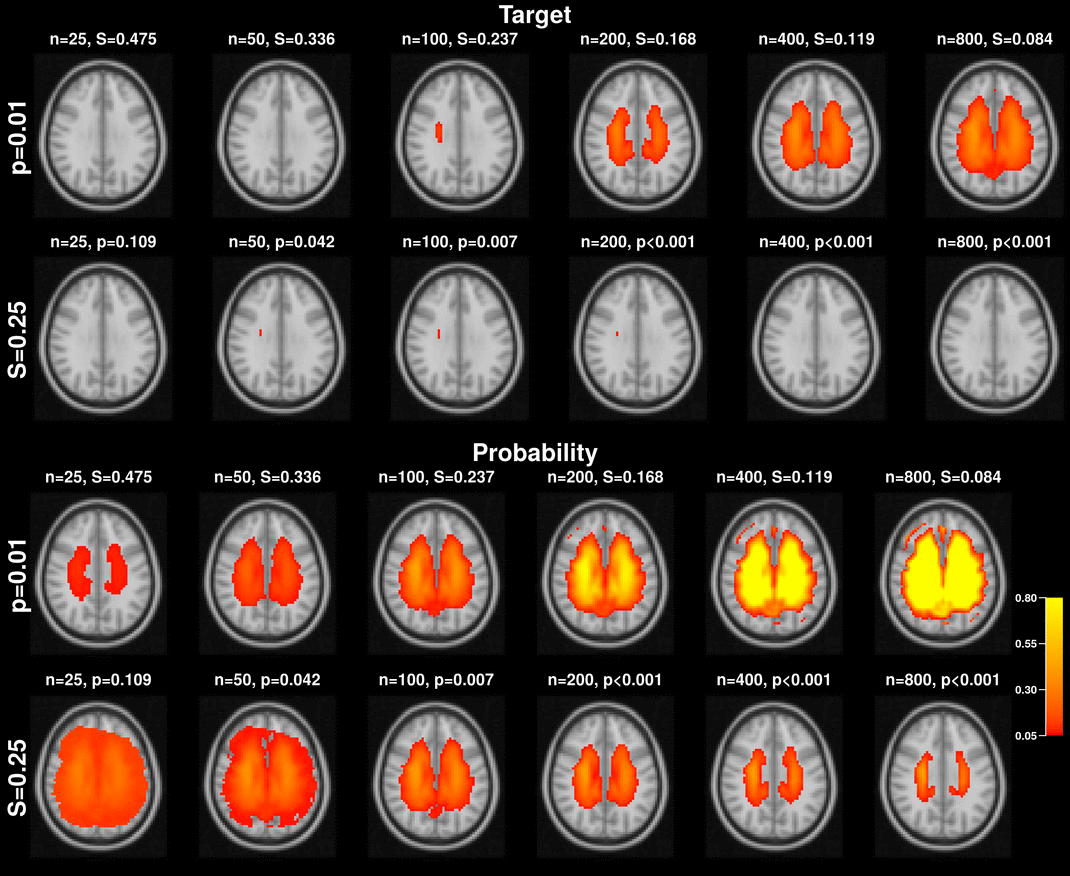 Target
n=25, S=0.475 n=50, S=0.336 n=100, S=0.237 n=200, S=0.168 n=400, S=0.119 n=800, S=0.084
p=0.01
n=25, p=0.109 n=50, p=0.042 n=100, p=0.007 n=200, p<0.001 n=400, p<0.001 n=800, p<0.001
S=0.25
Probability
n=25, S=0.475 n=50, S=0.336 n=100, S=0.237 n=200, S=0.168 n=400, S=0.119 n=800, S=0.084
p=0.01
0.80
0.55
0.30
0.05
n=25, p=0.109 n=50, p=0.042 n=100, p=0.007 n=200, p<0.001 n=400, p<0.001 n=800, p<0.001
S=0.25